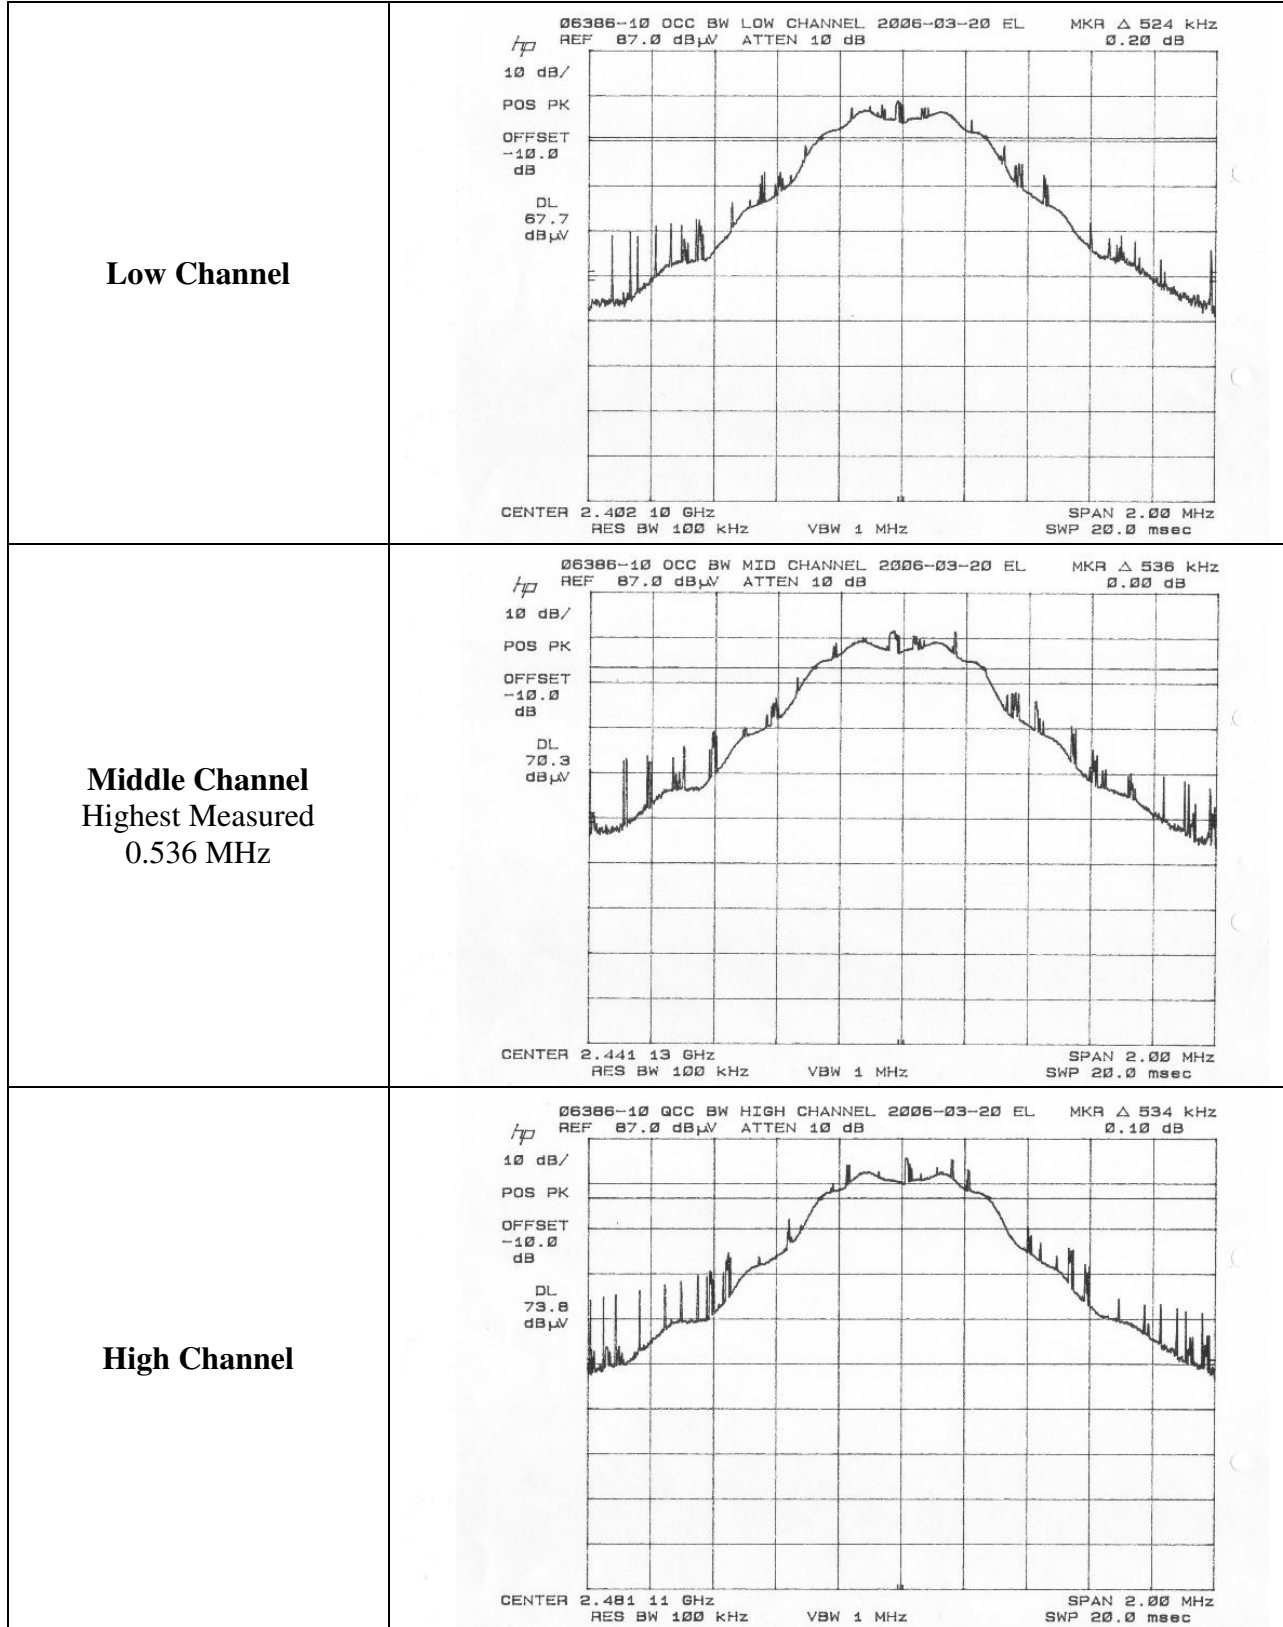 Low Channel
06386-10 OCC BW LOW CHANNEL 2006-03-20 EL MKR Δ 524 kHz
hp REF 87.0 dBµV ATTEN 10 dB 0.20 dB
10 dB/
POS PK
OFFSET
-10.0
dB
DL
67.7
dBµV
CENTER 2.402 10 GHz SPAN 2.00 MHz
RES BW 100 kHz VBW 1 MHz SWP 20.0 msec
Middle Channel
Highest Measured
0.536 MHz
06386-10 OCC BW MID CHANNEL 2006-03-20 EL MKR Δ 536 kHz
hp REF 87.0 dBµV ATTEN 10 dB 0.00 dB
10 dB/
POS PK
OFFSET
-10.0
dB
DL
70.3
dBµV
CENTER 2.441 13 GHz SPAN 2.00 MHz
RES BW 100 kHz VBW 1 MHz SWP 20.0 msec
High Channel
06386-10 OCC BW HIGH CHANNEL 2006-03-20 EL MKR Δ 534 kHz
hp REF 87.0 dBµV ATTEN 10 dB 0.10 dB
10 dB/
POS PK
OFFSET
-10.0
dB
DL
73.8
dBµV
CENTER 2.481 11 GHz SPAN 2.00 MHz
RES BW 100 kHz VBW 1 MHz SWP 20.0 msec